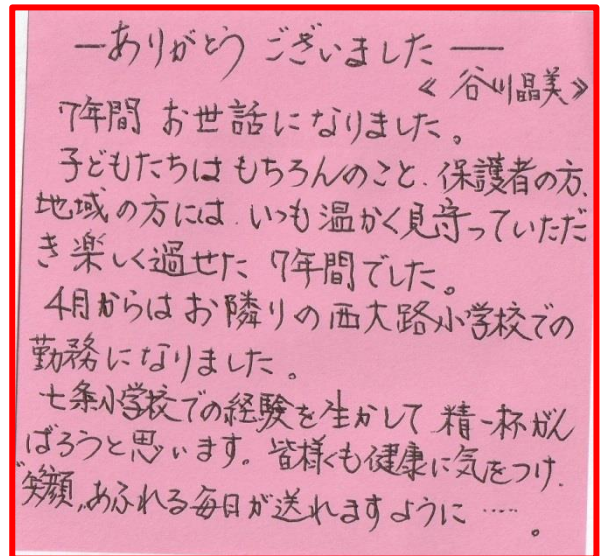 ―ありがとう ございました―
《 谷川晶美》
7年間 お世話になりました。
子どもたちは もちろんのこと、保護者の方、
地域の方には、いつも温かく見守っていただ
き楽しく過せた 7年間でした。
4月からはお隣りの西大路小学校での
勤務になりました。
七条小学校での経験を生かして 精一杯がん
ばろうと思います。皆様くも健康に気をつけ、
"笑顔"あふれる毎日が送れますように……。